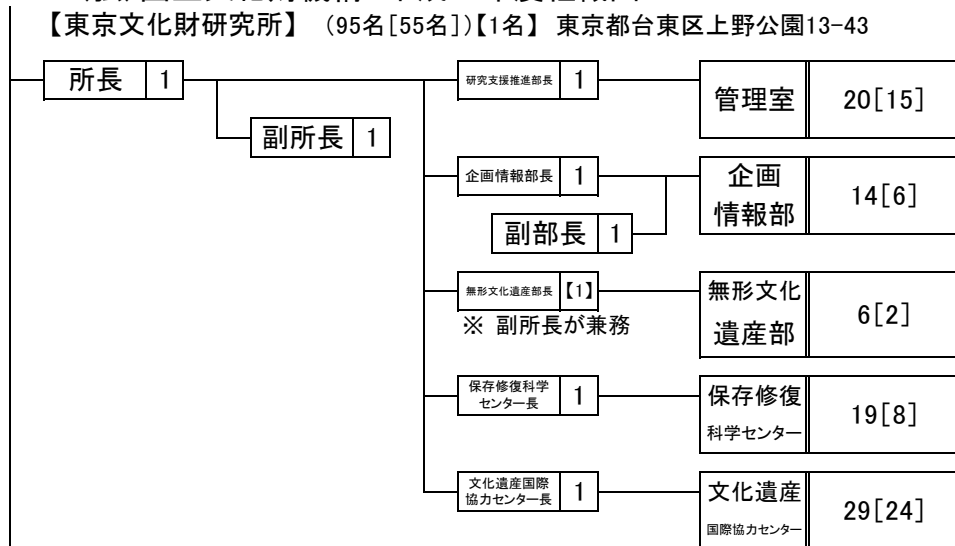 【東京文化財研究所】 (95名[55名])【1名】 東京都台東区上野公園13-43
所長 1
副所長 1
研究支援推進部長 1
管理室 20[15]
企画情報部長 1
副部長 1
企画
情報部
14[6]
無形文化遺産部長 【1】
※ 副所長が兼務
無形文化
遺産部
6[2]
保存修復科学
センター長
1
保存修復
科学センター
19[8]
文化遺産国際
協力センター長
1
文化遺産
国際協力センター
29[24]